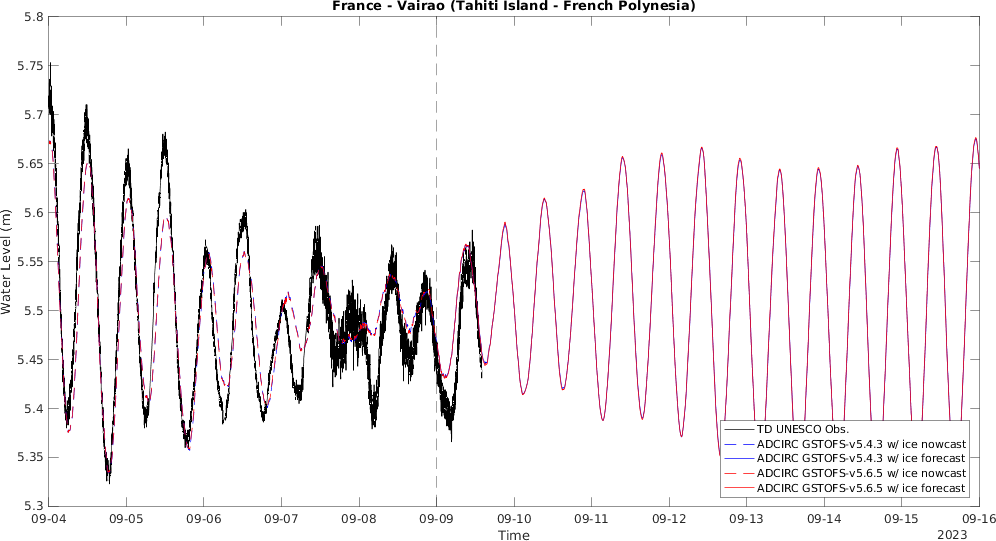 France - Vairao (Tahiti Island - French Polynesia)
5.8
5.75
5.7
5.65
5.6
5.55
5.5
5.45
5.4
5.35
5.3
Water Level (m)
TD UNESCO Obs.
ADCIRC GSTOFS-v5.4.3 w/ ice nowcast
ADCIRC GSTOFS-v5.4.3 w/ ice forecast
ADCIRC GSTOFS-v5.6.5 w/ ice nowcast
ADCIRC GSTOFS-v5.6.5 w/ ice forecast
09-04 09-05 09-06 09-07 09-08 09-09 09-10 09-11 09-12 09-13 09-14 09-15 09-16
Time
2023